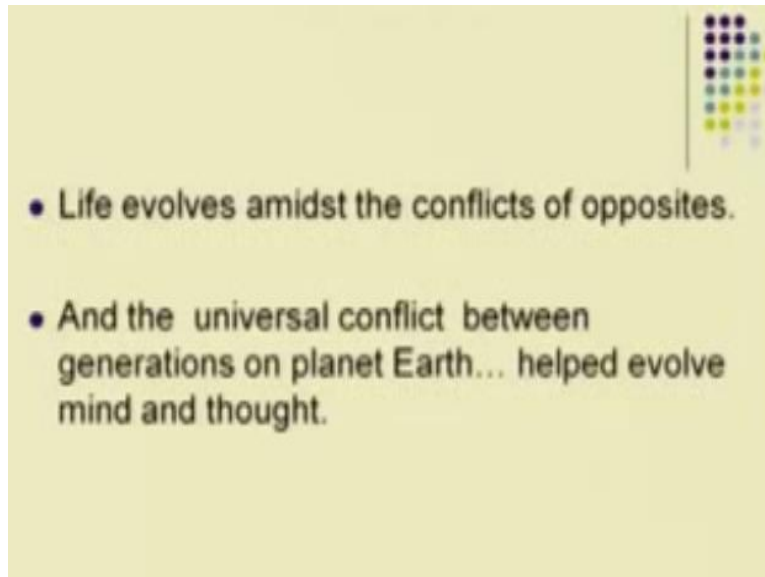 • Life evolves amidst the conflicts of opposites.
• And the universal conflict between
generations on planet Earth... helped evolve
mind and thought.